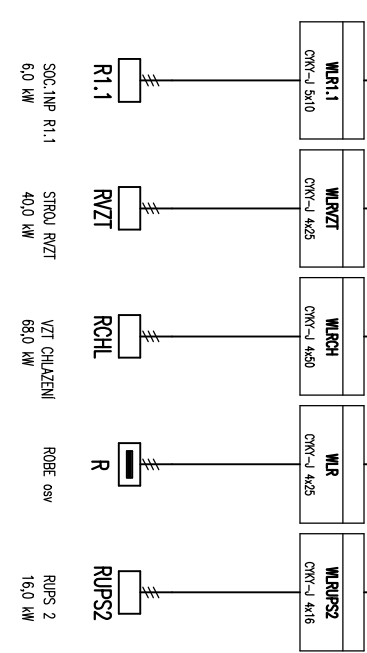 WLR1.1
CYKY-J 5x10
R1.1
SOC.1NP R1.1
6,0 kW
WLRVZT
CYKY-J 4x25
RVZT
STROJ RVZT
40,0 kW
WLRCH
CYKY-J 4x50
RCHL
VZT CHLAZENÍ
68,0 kW
WLR
CYKY-J 4x25
R
ROBE osv
WLRUPS2
CYKY-J 4x16
RUPS2
RUPS 2
16,0 kW